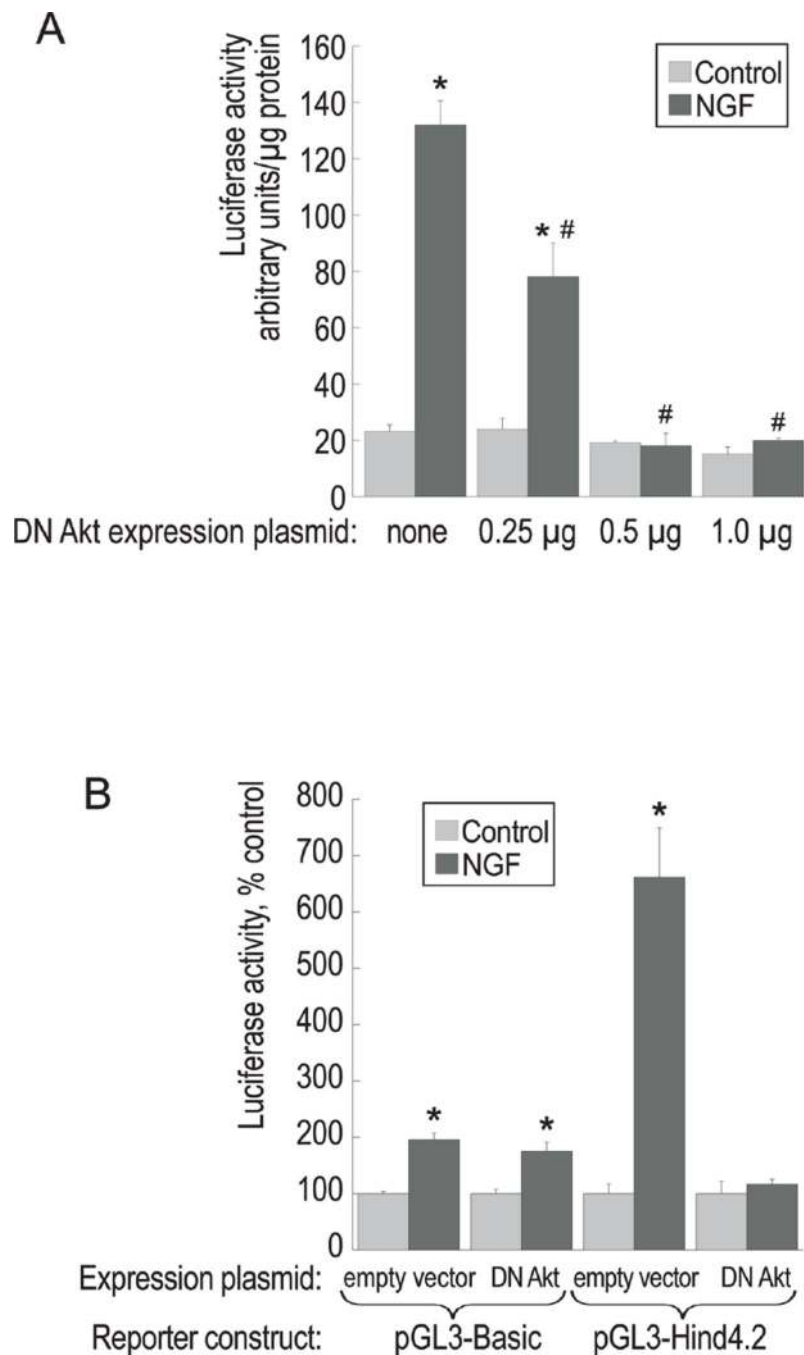 A
Luciferase activity
arbitrary units/µg protein
160
140
120
100
80
60
40
20
0
Control
NGF
*
* #
#
#
DN Akt expression plasmid: none 0.25 µg 0.5 µg 1.0 µg
B
Luciferase activity, % control
800
700
600
500
400
300
200
100
0
Control
NGF
*
*
*
Expression plasmid: empty vector DN Akt empty vector DN Akt
Reporter construct: pGL3-Basic pGL3-Hind4.2